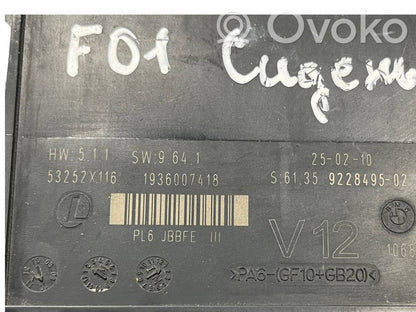 Ovoko
F01 Сидень
HW:5.1.1 SW:9.64.1 25-02-10
53252X116 1936007418 S:61.35 9228495-02
PL6 JBBFE III
V12
>PA6-(GF10+GB20)<